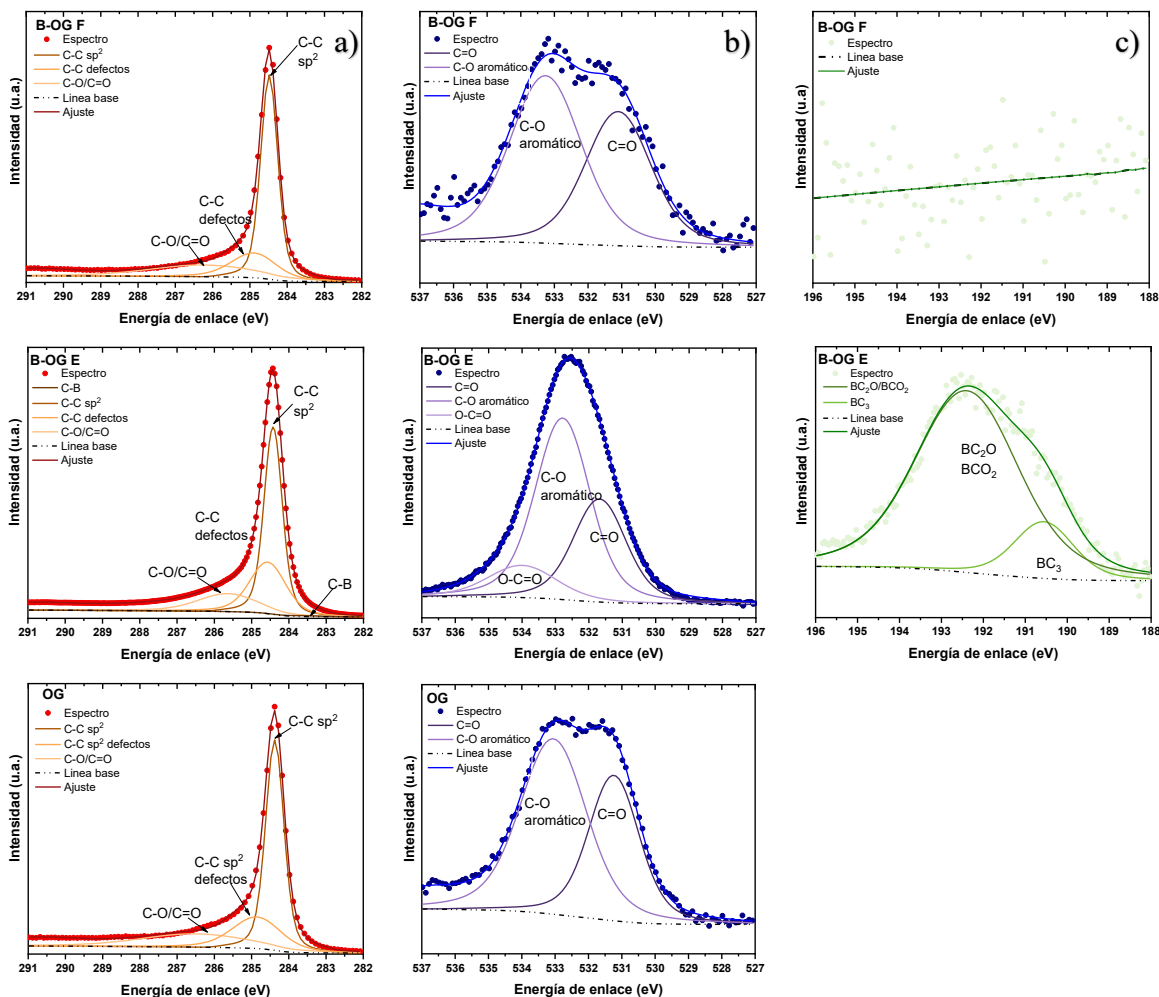 B-OG F
Espectro
C-C sp²
C-C defectos
C-O/C=O
Linea base
Ajuste
a)
C-C
sp²
C-C
defectos
C-O/C=O
Intensidad (u.a.)
291 290 289 288 287 286 285 284 283 282
Energía de enlace (eV)
B-OG F
Espectro
C=O
C-O aromático
Linea base
Ajuste
b)
C-O
aromático
C=O
Intensidad (u.a.)
537 536 535 534 533 532 531 530 529 528 527
Energía de enlace (eV)
B-OG F
Espectro
Linea base
Ajuste
c)
Intensidad (u.a.)
196 195 194 193 192 191 190 189 188
Energía de enlace (eV)
B-OG E
Espectro
C-B
C-C sp²
C-C defectos
C-O/C=O
Linea base
Ajuste
C-C
sp²
C-C
defectos
C-O/C=O
C-B
Intensidad (u.a.)
291 290 289 288 287 286 285 284 283 282
Energía de enlace (eV)
B-OG E
Espectro
C=O
C-O aromático
O-C=O
Linea base
Ajuste
C-O
aromático
C=O
O-C=O
Intensidad (u.a.)
537 536 535 534 533 532 531 530 529 528 527
Energía de enlace (eV)
B-OG E
Espectro
BC₂O/BCO₂
BC₃
Linea base
Ajuste
BC₂O
BCO₂
BC₃
Intensidad (u.a.)
196 195 194 193 192 191 190 189 188
Energía de enlace (eV)
OG
Espectro
C-C sp²
C-C sp² defectos
C-O/C=O
Linea base
Ajuste
C-C sp²
C-C sp²
defectos
C-O/C=O
Intensidad (u.a.)
291 290 289 288 287 286 285 284 283 282
Energía de enlace (eV)
OG
Espectro
C=O
C-O aromático
Linea base
Ajuste
C-O
aromático
C=O
Intensidad (u.a.)
537 536 535 534 533 532 531 530 529 528 527
Energía de enlace (eV)